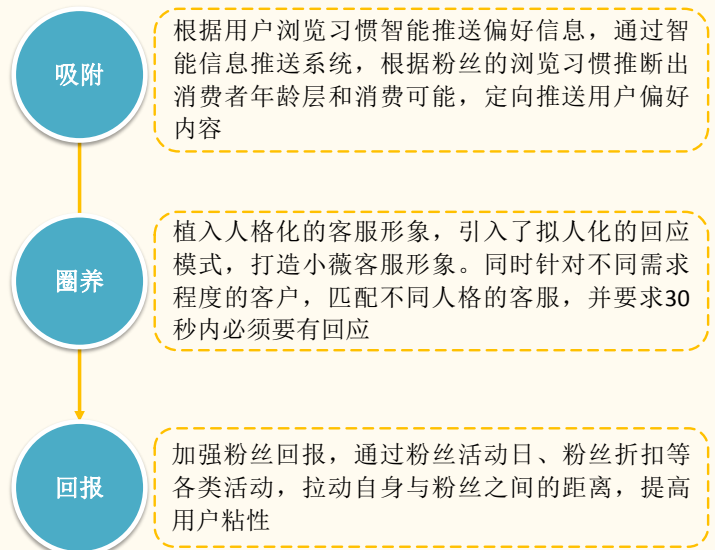 吸附
根据用户浏览习惯智能推送偏好信息，通过智
能信息推送系统，根据粉丝的浏览习惯推断出
消费者年龄层和消费可能，定向推送用户偏好
内容
圈养
植入人格化的客服形象，引入了拟人化的回应
模式，打造小薇客服形象。同时针对不同需求
程度的客户，匹配不同人格的客服，并要求30
秒内必须要有回应
回报
加强粉丝回报，通过粉丝活动日、粉丝折扣等
各类活动，拉动自身与粉丝之间的距离，提高
用户粘性